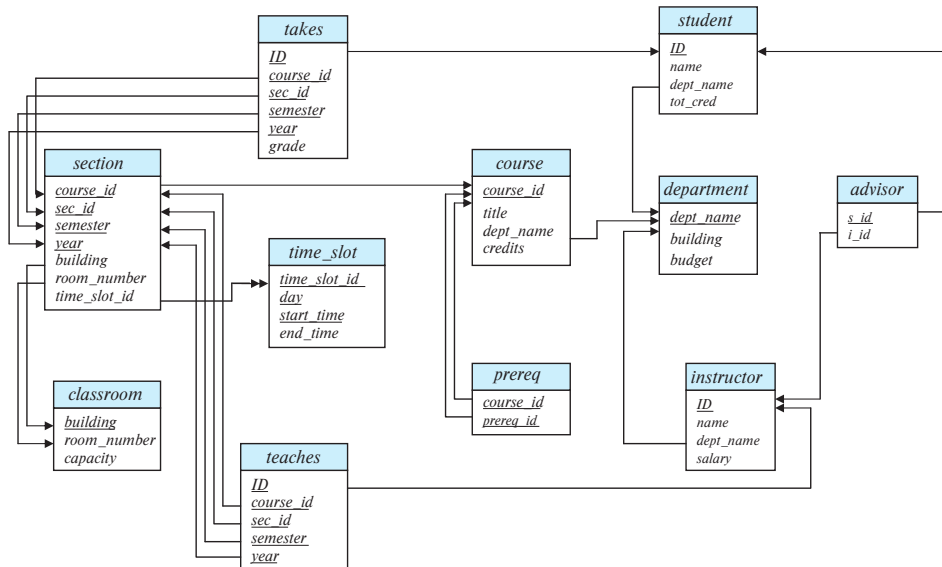 takes
ID
course_id
sec_id
semester
year
grade
student
ID
name
dept_name
tot_cred
section
course_id
sec_id
semester
year
building
room_number
time_slot_id
course
course_id
title
dept_name
credits
department
dept_name
building
budget
advisor
s_id
i_id
time_slot
time_slot_id
day
start_time
end_time
classroom
building
room_number
capacity
prereq
course_id
prereq_id
instructor
ID
name
dept_name
salary
teaches
ID
course_id
sec_id
semester
year